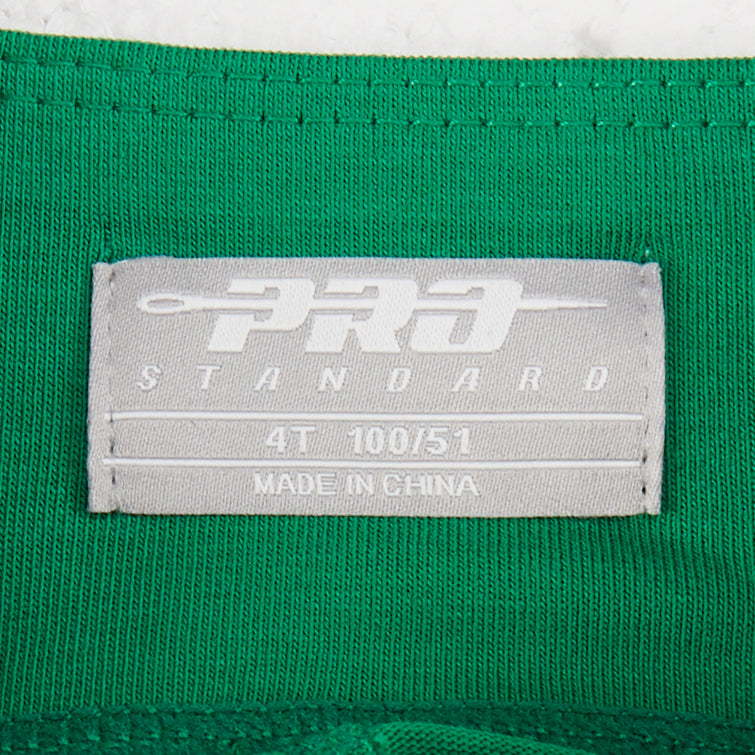 PRO
STANDARD
4T 100/51
MADE IN CHINA